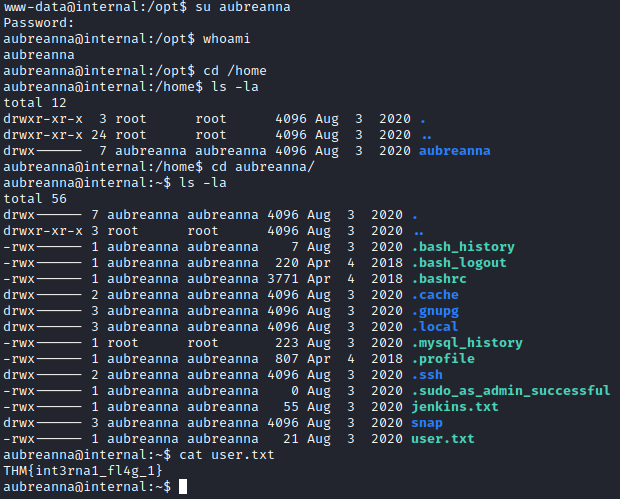 www-data@internal:/opt$ su aubreanna
Password:
aubreanna@internal:/opt$ whoami
aubreanna
aubreanna@internal:/opt$ cd /home
aubreanna@internal:/home$ ls -la
total 12
drwxr-xr-x  3 root      root      4096 Aug  3  2020 .
drwxr-xr-x 24 root      root      4096 Aug  3  2020 ..
drwx------  7 aubreanna aubreanna 4096 Aug  3  2020 aubreanna
aubreanna@internal:/home$ cd aubreanna/
aubreanna@internal:~$ ls -la
total 56
drwx------ 7 aubreanna aubreanna 4096 Aug  3  2020 .
drwxr-xr-x 3 root      root      4096 Aug  3  2020 ..
-rwx------ 1 aubreanna aubreanna    7 Aug  3  2020 .bash_history
-rwx------ 1 aubreanna aubreanna  220 Apr  4  2018 .bash_logout
-rwx------ 1 aubreanna aubreanna 3771 Apr  4  2018 .bashrc
drwx------ 2 aubreanna aubreanna 4096 Aug  3  2020 .cache
drwx------ 3 aubreanna aubreanna 4096 Aug  3  2020 .gnupg
drwx------ 3 aubreanna aubreanna 4096 Aug  3  2020 .local
-rwx------ 1 root      root       223 Aug  3  2020 .mysql_history
-rwx------ 1 aubreanna aubreanna  807 Apr  4  2018 .profile
drwx------ 2 aubreanna aubreanna 4096 Aug  3  2020 .ssh
-rwx------ 1 aubreanna aubreanna    0 Aug  3  2020 .sudo_as_admin_successful
-rwx------ 1 aubreanna aubreanna   55 Aug  3  2020 jenkins.txt
drwx------ 3 aubreanna aubreanna 4096 Aug  3  2020 snap
-rwx------ 1 aubreanna aubreanna   21 Aug  3  2020 user.txt
aubreanna@internal:~$ cat user.txt
THM{int3rna1_fl4g_1}
aubreanna@internal:~$